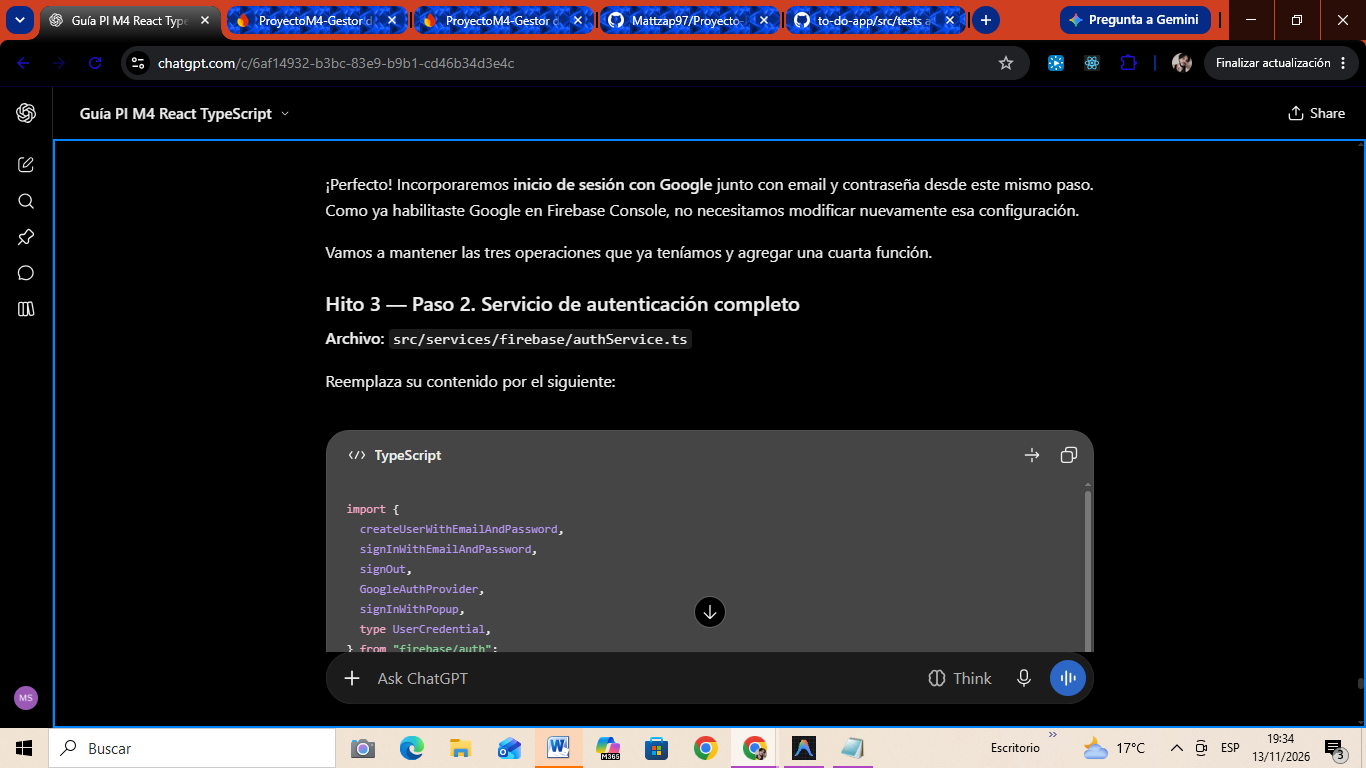 Guía PI M4 React Type
ProyectoM4-Gestor d
ProyectoM4-Gestor d
Mattzap97/Proyecto-
to-do-app/src/tests a
Pregunta a Gemini
chatgpt.com/c/6af14932-b3bc-83e9-b9b1-cd46b34d3e4c
Finalizar actualización
Guía PI M4 React TypeScript
Share
¡Perfecto! Incorporaremos inicio de sesión con Google junto con email y contraseña desde este mismo paso.
Como ya habilitaste Google en Firebase Console, no necesitamos modificar nuevamente esa configuración.
Vamos a mantener las tres operaciones que ya teníamos y agregar una cuarta función.
Hito 3 — Paso 2. Servicio de autenticación completo
Archivo: src/services/firebase/authService.ts
Reemplaza su contenido por el siguiente:
TypeScript
import {
createUserWithEmailAndPassword,
signInWithEmailAndPassword,
signOut,
GoogleAuthProvider,
signInWithPopup,
type UserCredential,
} from "firebase/auth";
Ask ChatGPT
Think
MS
Buscar
M365
Escritorio
17°C
ESP
19:34
13/11/2026
3